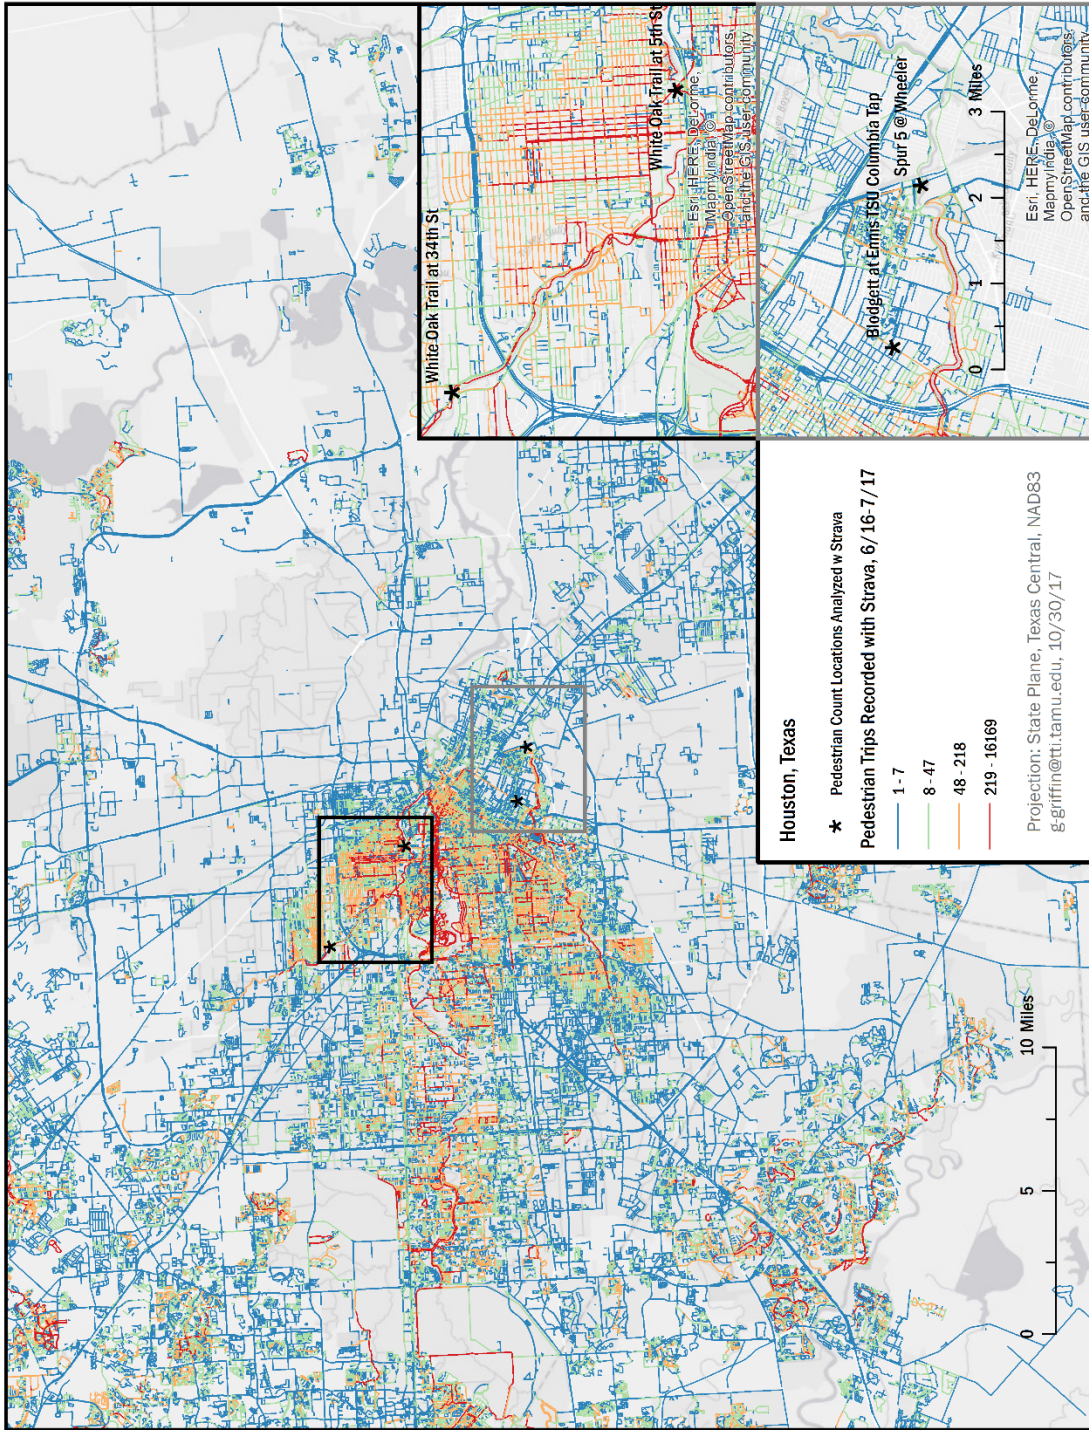 White Oak Trail at 34th St
White Oak Trail at 5th St
Esri, HERE, DeLorme,
MapmyIndia, ©
OpenStreetMap contributors,
and the GIS user community
Blodgett at Ennis TSU Columbia Tap
Spur 5 @ Wheeler
0 1 2 3 Miles
Esri, HERE, DeLorme,
MapmyIndia, ©
OpenStreetMap contributors,
and the GIS user community
Houston, Texas
Pedestrian Count Locations Analyzed w Strava
Pedestrian Trips Recorded with Strava, 6/16-7/17
1 - 7
8 - 47
48 - 218
219 - 16169
Projection: State Plane, Texas Central, NAD83
g-griffin@tti.tamu.edu, 10/30/17
0 5 10 Miles